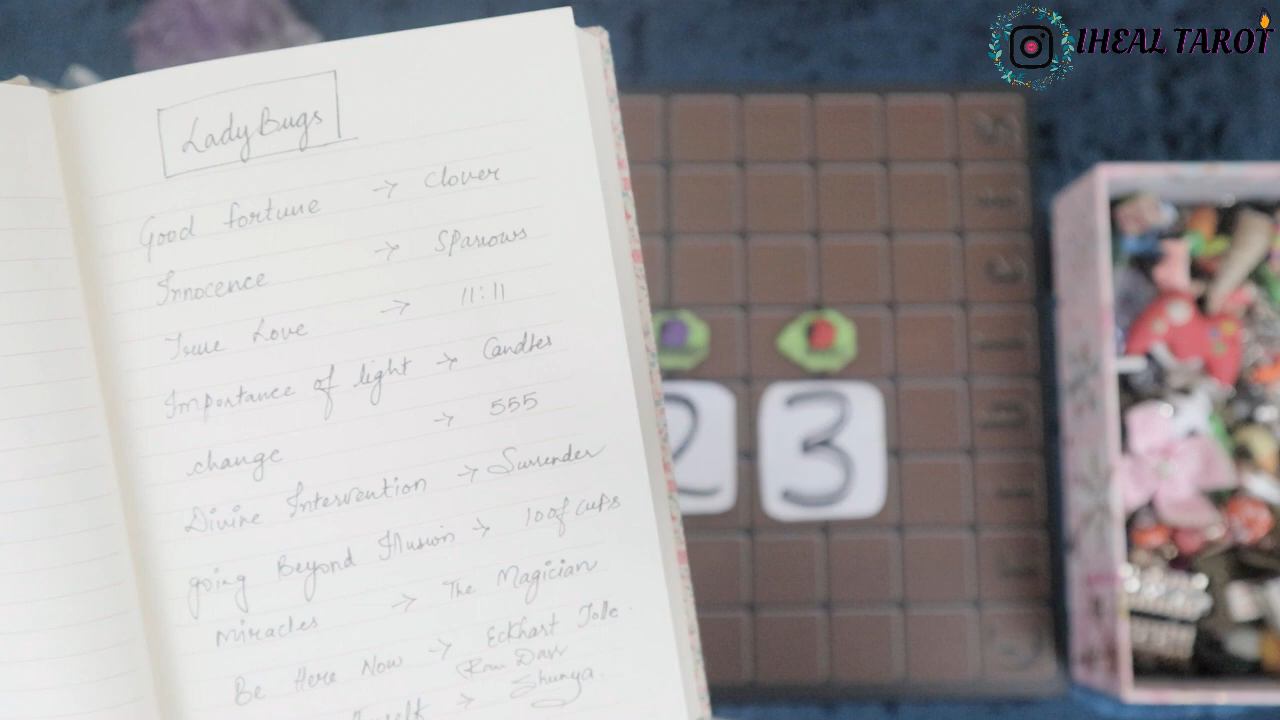 IHEAL TAROT
LadyBugs
Good fortune → Clover
Innocence → Sparrows
True Love → 11:11
Importance of light → Candles
change → 555
Divine Intervention → Surrender
going Beyond Illusion → 10 of cups
Miracles → The Magician
Be Here Now → Eckhart Tolle.
Ram Dass
→ Shunya.
2 3